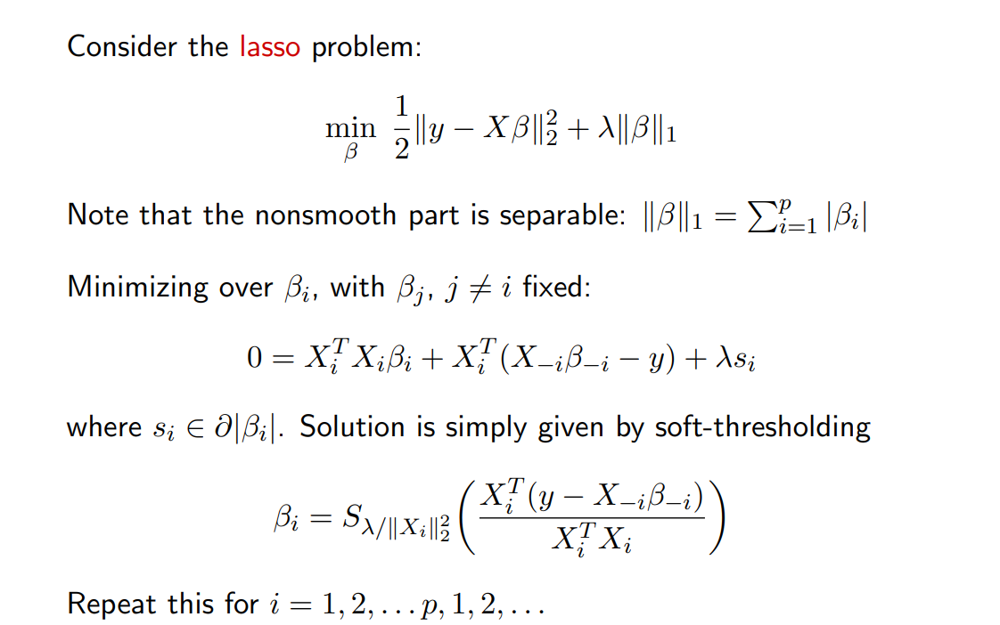 Consider the lasso problem:
$$\min_{\beta} \ \frac{1}{2}\|y - X\beta\|_2^2 + \lambda\|\beta\|_1$$
Note that the nonsmooth part is separable: $\|\beta\|_1 = \sum_{i=1}^p |\beta_i|$
Minimizing over $\beta_i$, with $\beta_j$, $j \neq i$ fixed:
$$0 = X_i^T X_i \beta_i + X_i^T (X_{-i}\beta_{-i} - y) + \lambda s_i$$
where $s_i \in \partial|\beta_i|$. Solution is simply given by soft-thresholding
$$\beta_i = S_{\lambda/\|X_i\|_2^2}\left(\frac{X_i^T (y - X_{-i}\beta_{-i})}{X_i^T X_i}\right)$$
Repeat this for $i = 1, 2, \ldots p, 1, 2, \ldots$